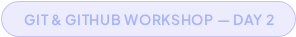 GIT & GITHUB WORKSHOP — DAY 2